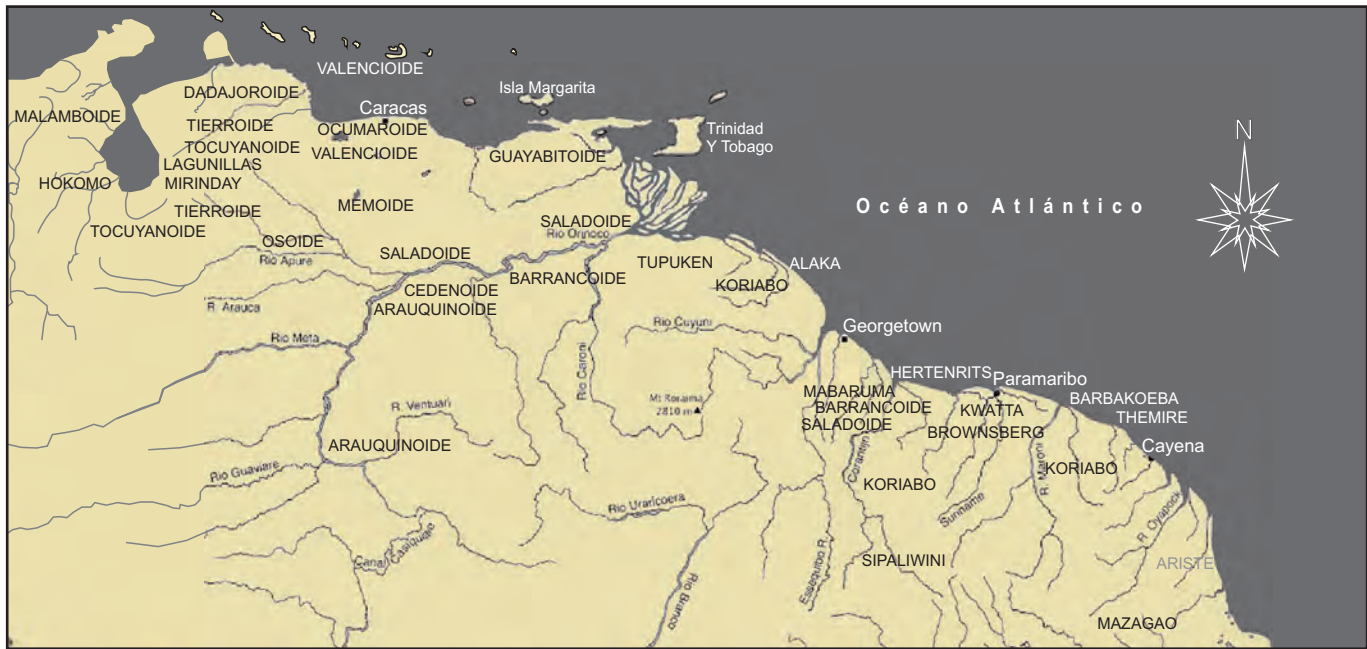 VALENCIOIDE
DADAJOROIDE
Isla Margarita
MALAMBOIDE
Caracas
TIERROIDE
OCUMAROIDE
Trinidad
Y Tobago
N
TOCUYANOIDE
VALENCIOIDE
GUAYABITOIDE
LAGUNILLAS
HOKOMO
MIRINDAY
MEMOIDE
Océano Atlántico
TIERROIDE
TOCUYANOIDE
SALADOIDE
Rio Orinoco
OSOIDE
Rio Apure
SALADOIDE
TUPUKEN
ALAKA
BARRANCOIDE
KORIABO
CEDENOIDE
R. Arauca
ARAUQUINOIDE
Rio Cuyuni
Georgetown
Rio Meta
Rio Caroni
HERTENRITS
Paramaribo
Mt Roraima
2810 m
MABARUMA
BARBAKOEBA
R. Ventuari
BARRANCOIDE
KWATTA
THEMIRE
SALADOIDE
BROWNSBERG
ARAUQUINOIDE
Corantijn
Cayena
Rio Guaviare
KORIABO
R. Maroni
KORIABO
Rio Uraricoera
Suriname
R. Oyapock
Canal Casiquiare
Essequibo R.
SIPALIWINI
ARISTE
Rio Branco
MAZAGAO